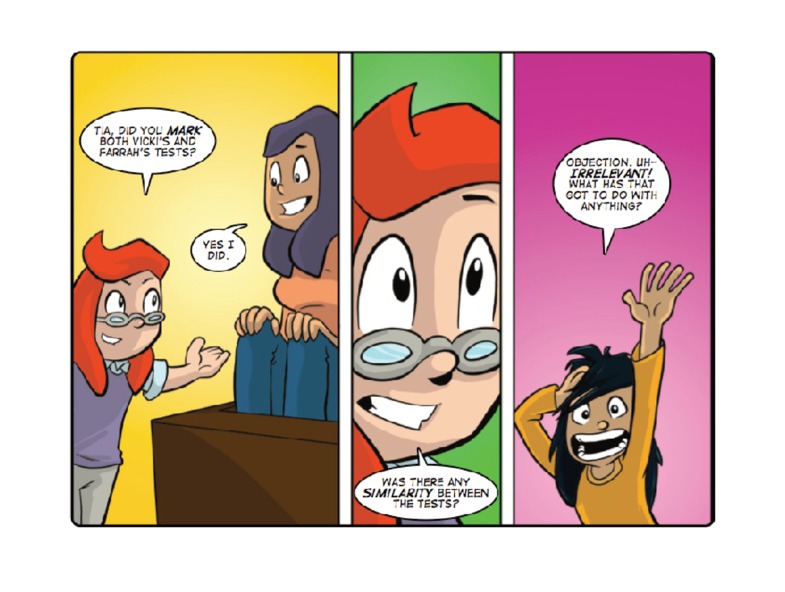 TIA, DID YOU MARK
BOTH VICKI'S AND
FARRAH'S TESTS?
YES I
DID.
WAS THERE ANY
SIMILARITY BETWEEN
THE TESTS?
OBJECTION. UH-
IRRELEVANT!
WHAT HAS THAT
GOT TO DO WITH
ANYTHING?